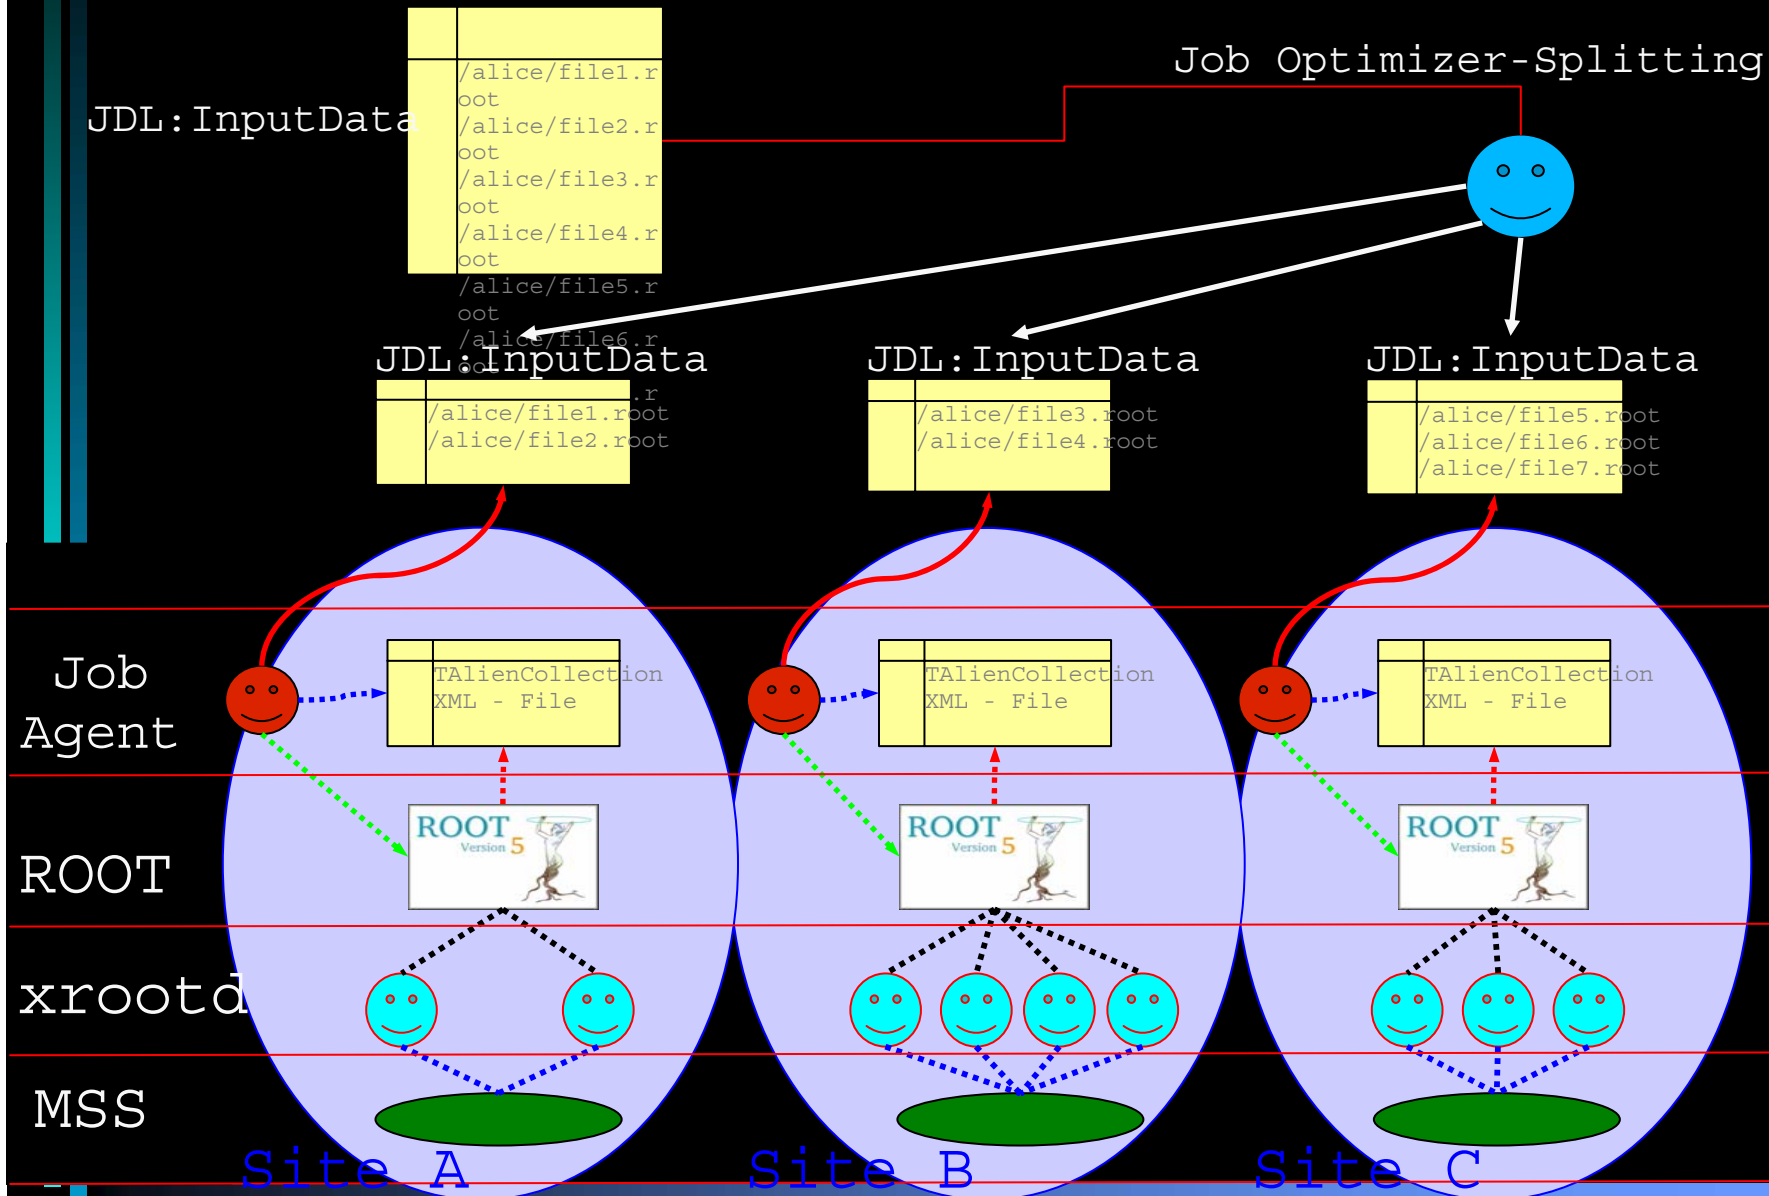 Job Optimizer-Splitting
JDL:InputData
/alice/file1.r
oot
/alice/file2.r
oot
/alice/file3.r
oot
/alice/file4.r
oot
/alice/file5.r
oot
/alice/file6.r
oot
.r
JDL:InputData
/alice/file1.root
/alice/file2.root
JDL:InputData
/alice/file3.root
/alice/file4.root
JDL:InputData
/alice/file5.root
/alice/file6.root
/alice/file7.root
Job
Agent
TAlienCollection
XML - File
TAlienCollection
XML - File
TAlienCollection
XML - File
ROOT
ROOT
Version 5
ROOT
Version 5
ROOT
Version 5
xrootd
MSS
Site A
Site B
Site C